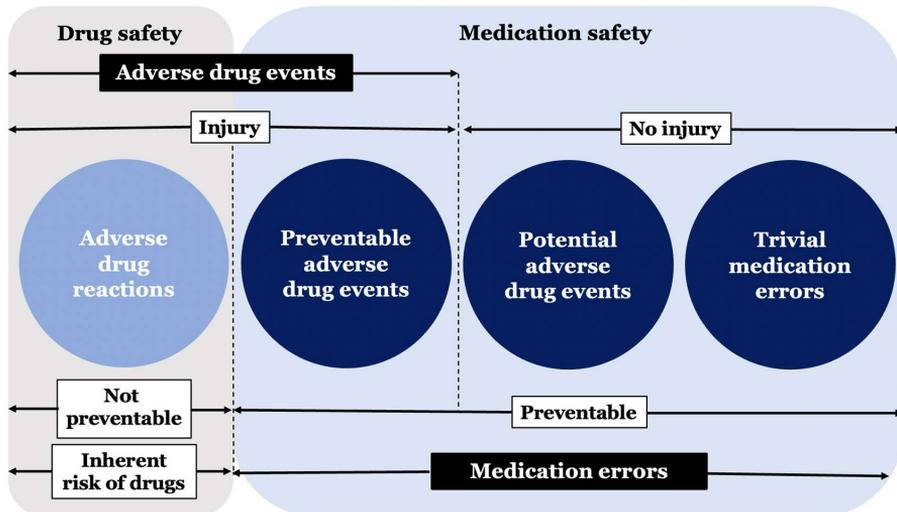 Drug safety
Medication safety
Adverse drug events
Injury
No injury
Adverse
drug
reactions
Preventable
adverse
drug events
Potential
adverse
drug events
Trivial
medication
errors
Not
preventable
Preventable
Inherent
risk of drugs
Medication errors